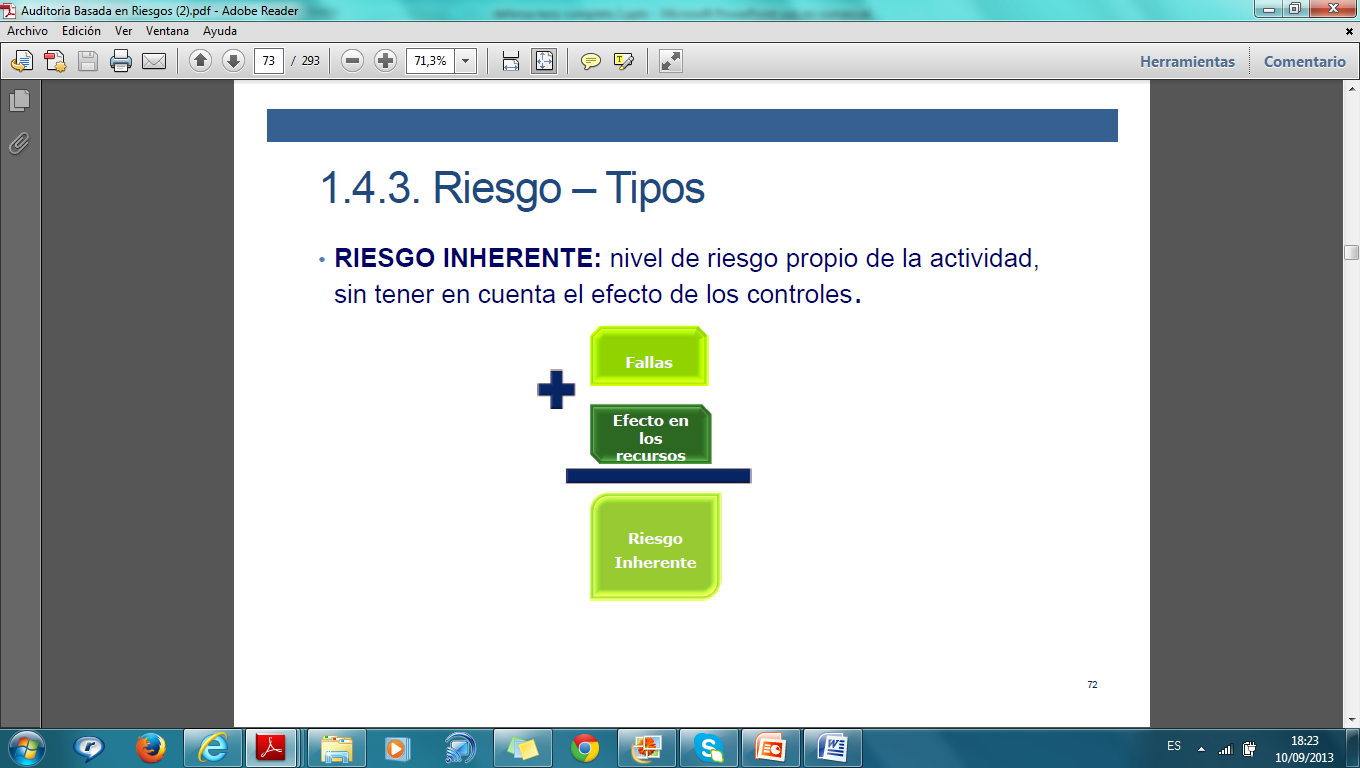 Auditoria Basada en Riesgos (2).pdf - Adobe Reader
Archivo Edición Ver Ventana Ayuda
73 / 293 71,3% Herramientas Comentario
1.4.3. Riesgo – Tipos
• RIESGO INHERENTE: nivel de riesgo propio de la actividad,
sin tener en cuenta el efecto de los controles.
Fallas
Efecto en
los
recursos
Riesgo
Inherente
72
ES
18:23
10/09/2013